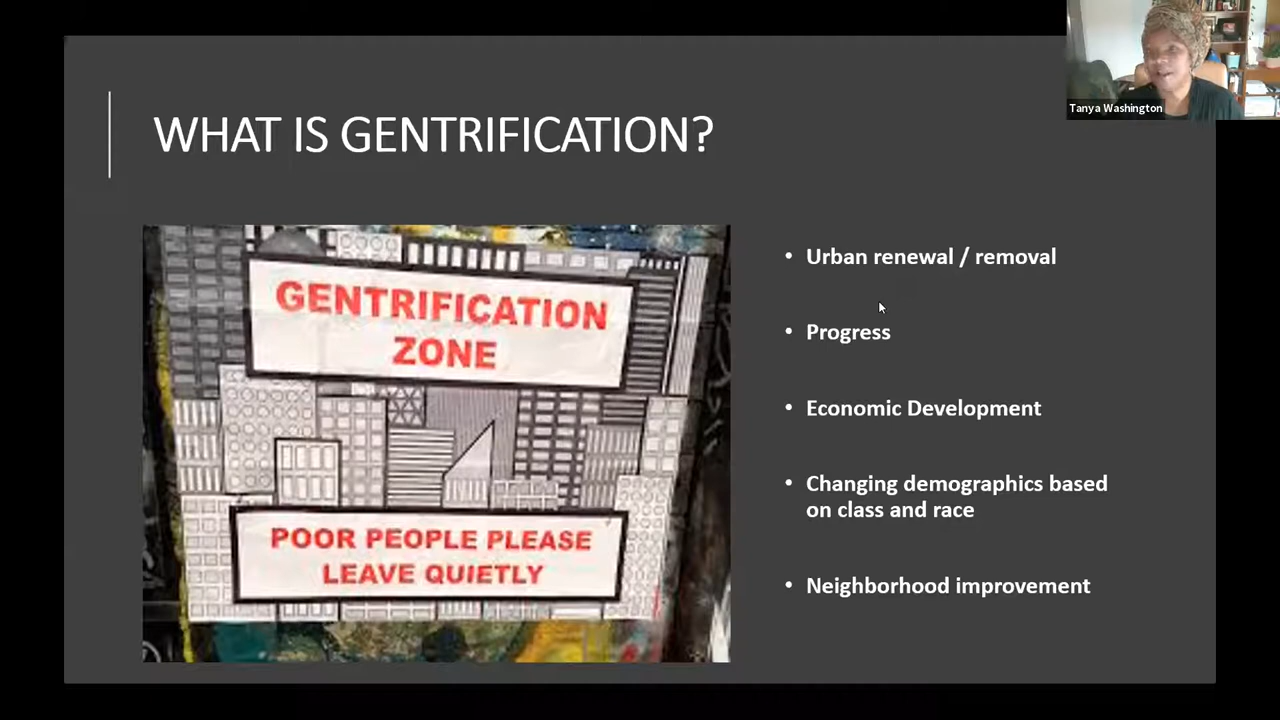 Tanya Washington
WHAT IS GENTRIFICATION?
GENTRIFICATION
ZONE
POOR PEOPLE PLEASE
LEAVE QUIETLY
• Urban renewal / removal
• Progress
• Economic Development
• Changing demographics based
on class and race
• Neighborhood improvement